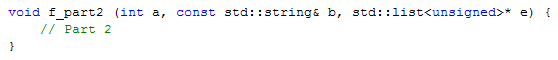 void f_part2 (int a, const std::string& b, std::list<unsigned>* e) {
    // Part 2
}